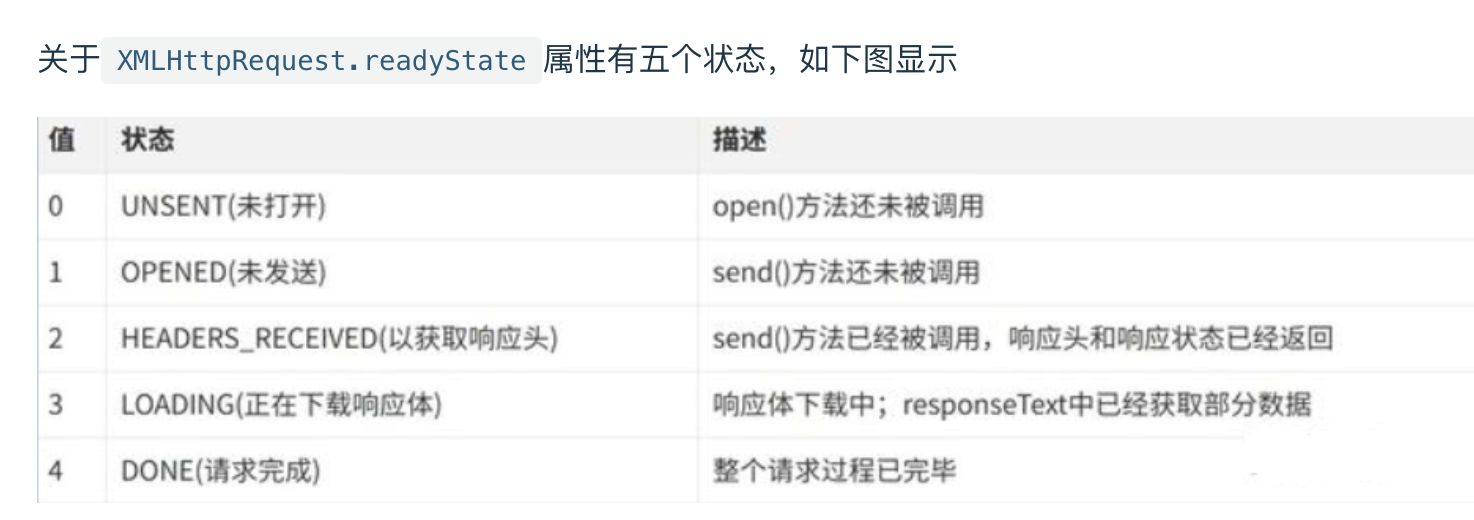 关于 XMLHttpRequest.readyState 属性有五个状态，如下图显示
值 状态 描述
0 UNSENT(未打开) open()方法还未被调用
1 OPENED(未发送) send()方法还未被调用
2 HEADERS_RECEIVED(以获取响应头) send()方法已经被调用，响应头和响应状态已经返回
3 LOADING(正在下载响应体) 响应体下载中；responseText中已经获取部分数据
4 DONE(请求完成) 整个请求过程已完毕